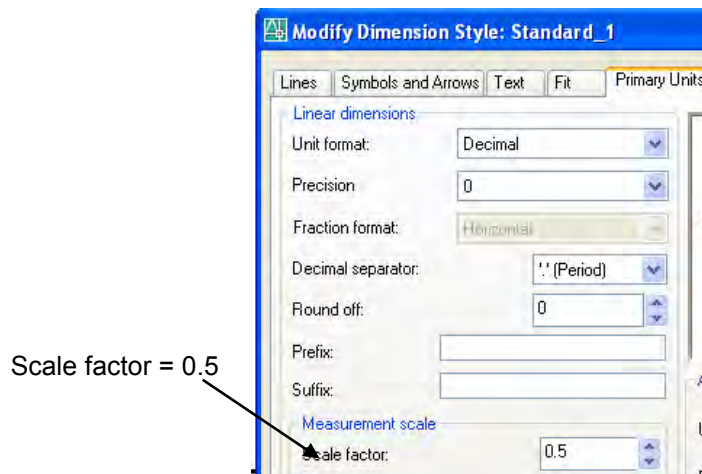 Modify Dimension Style: Standard_1
Lines Symbols and Arrows Text Fit Primary Units
Linear dimensions
Unit format: Decimal
Precision 0
Fraction format: Horizontal
Decimal separator: '.' (Period)
Round off: 0
Prefix:
Scale factor = 0.5
Suffix:
Measurement scale
Scale factor: 0.5